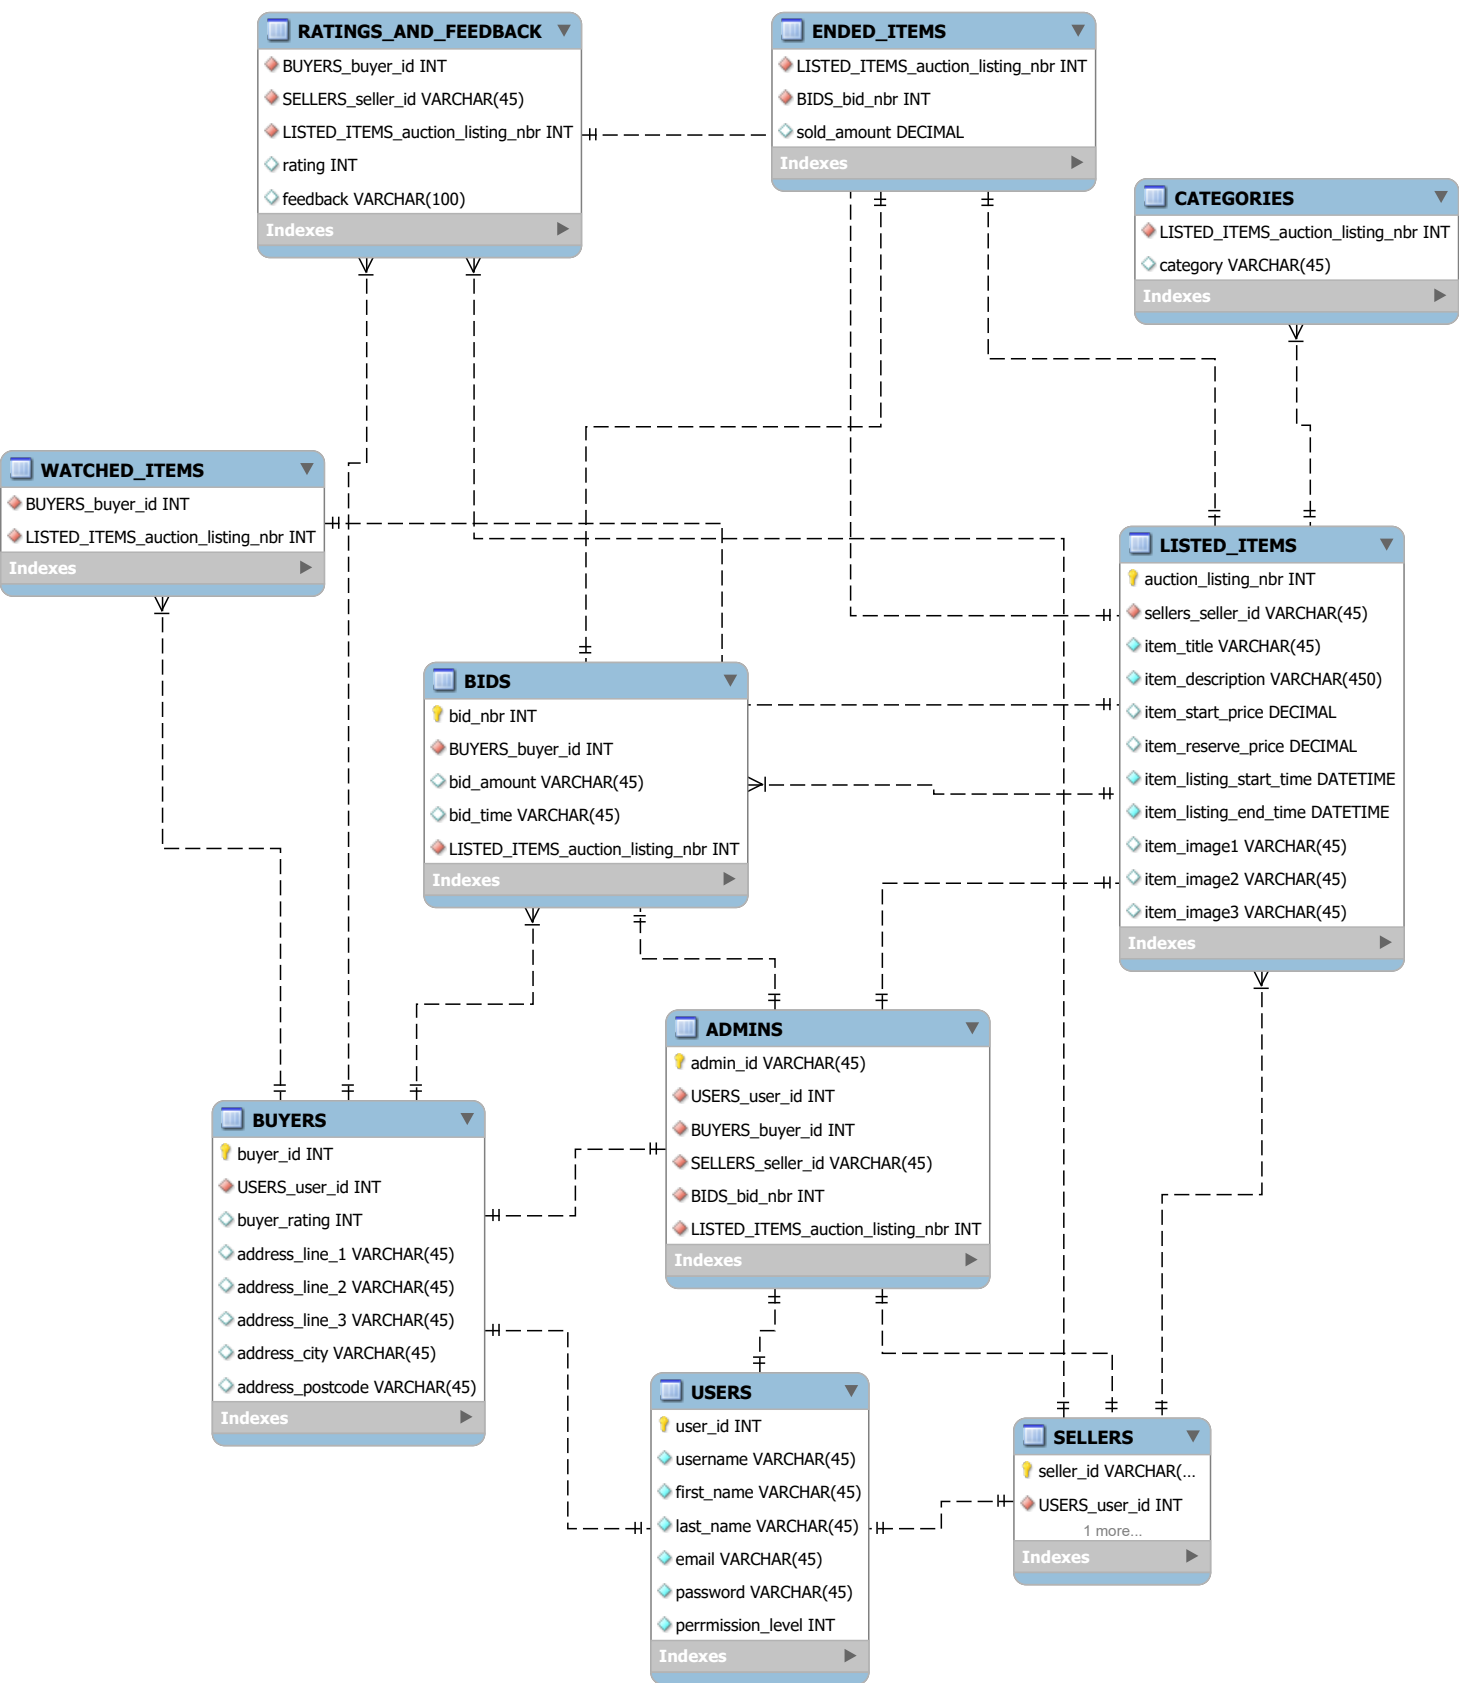 RATINGS_AND_FEEDBACK
BUYERS_buyer_id INT
SELLERS_seller_id VARCHAR(45)
LISTED_ITEMS_auction_listing_nbr INT
rating INT
feedback VARCHAR(100)
Indexes
ENDED_ITEMS
LISTED_ITEMS_auction_listing_nbr INT
BIDS_bid_nbr INT
sold_amount DECIMAL
Indexes
CATEGORIES
LISTED_ITEMS_auction_listing_nbr INT
category VARCHAR(45)
Indexes
WATCHED_ITEMS
BUYERS_buyer_id INT
LISTED_ITEMS_auction_listing_nbr INT
Indexes
LISTED_ITEMS
auction_listing_nbr INT
sellers_seller_id VARCHAR(45)
item_title VARCHAR(45)
item_description VARCHAR(450)
item_start_price DECIMAL
item_reserve_price DECIMAL
item_listing_start_time DATETIME
item_listing_end_time DATETIME
item_image1 VARCHAR(45)
item_image2 VARCHAR(45)
item_image3 VARCHAR(45)
Indexes
BIDS
bid_nbr INT
BUYERS_buyer_id INT
bid_amount VARCHAR(45)
bid_time VARCHAR(45)
LISTED_ITEMS_auction_listing_nbr INT
Indexes
ADMINS
admin_id VARCHAR(45)
USERS_user_id INT
BUYERS_buyer_id INT
SELLERS_seller_id VARCHAR(45)
BIDS_bid_nbr INT
LISTED_ITEMS_auction_listing_nbr INT
Indexes
BUYERS
buyer_id INT
USERS_user_id INT
buyer_rating INT
address_line_1 VARCHAR(45)
address_line_2 VARCHAR(45)
address_line_3 VARCHAR(45)
address_city VARCHAR(45)
address_postcode VARCHAR(45)
Indexes
USERS
user_id INT
username VARCHAR(45)
first_name VARCHAR(45)
last_name VARCHAR(45)
email VARCHAR(45)
password VARCHAR(45)
perrmission_level INT
Indexes
SELLERS
seller_id VARCHAR(...
USERS_user_id INT
1 more...
Indexes